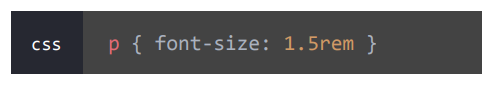 css p { font-size: 1.5rem }